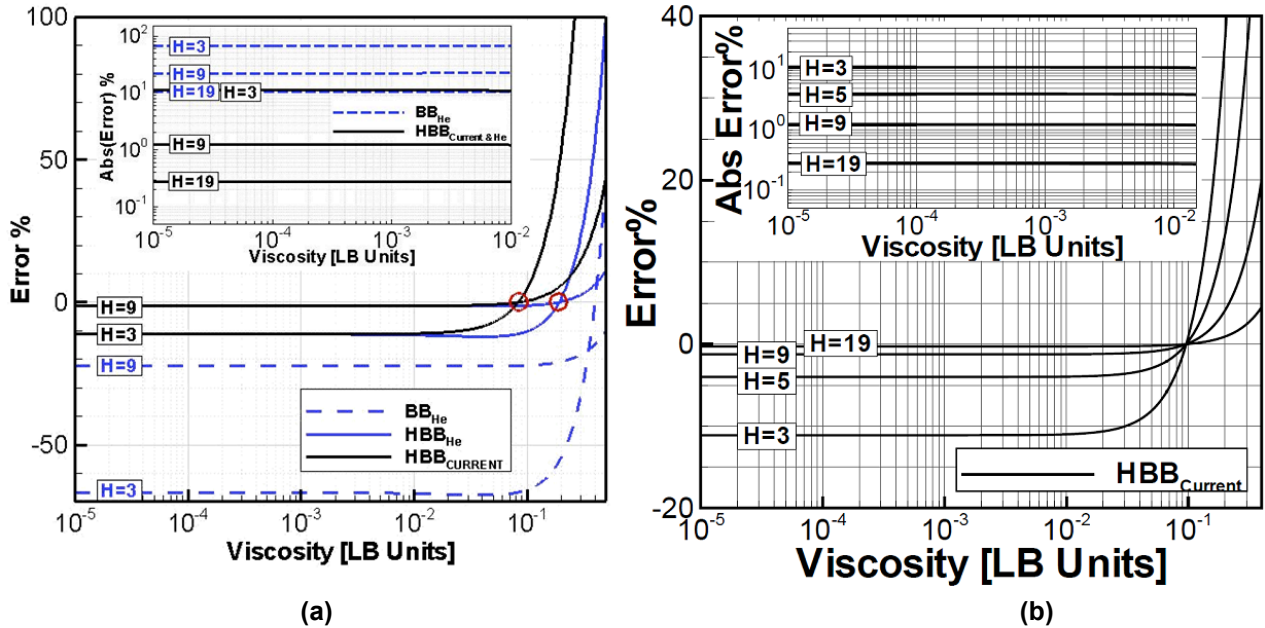 100
50
0
-50
Error %
10^2
10^1
10^0
10^-1
Abs(Error) %
H=3
H=9
H=19 H=3
H=9
H=19
BB_He
HBB_Current & He
10^-5 10^-4 10^-3 10^-2
Viscosity [LB Units]
H=9
H=3
H=9
H=3
BB_He
HBB_He
HBB_CURRENT
10^-5 10^-4 10^-3 10^-2 10^-1
Viscosity [LB Units]
(a)
40
20
0
-20
Error%
10^1
10^0
10^-1
Abs Error%
H=3
H=5
H=9
H=19
10^-5 10^-4 10^-3 10^-2
Viscosity [LB Units]
H=19
H=9
H=5
H=3
HBB_Current
10^-5 10^-4 10^-3 10^-2 10^-1
Viscosity [LB Units]
(b)